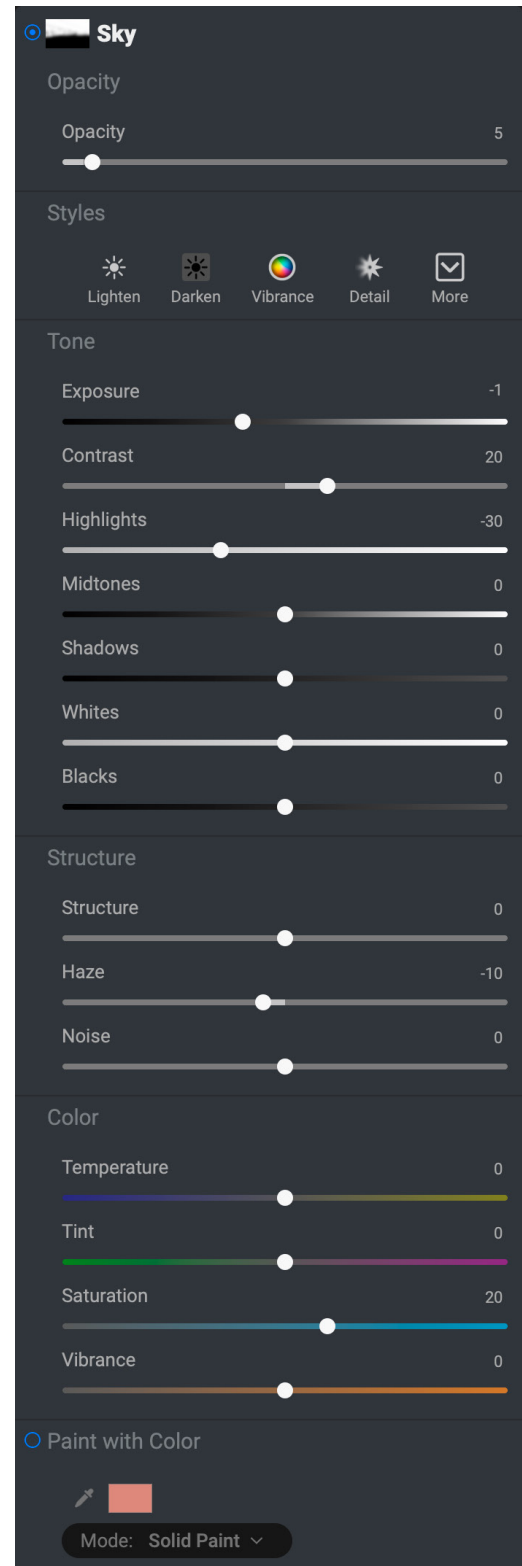 Sky
Opacity
Opacity 5
Styles
Lighten Darken Vibrance Detail More
Tone
Exposure -1
Contrast 20
Highlights -30
Midtones 0
Shadows 0
Whites 0
Blacks 0
Structure
Structure 0
Haze -10
Noise 0
Color
Temperature 0
Tint 0
Saturation 20
Vibrance 0
Paint with Color
Mode: Solid Paint